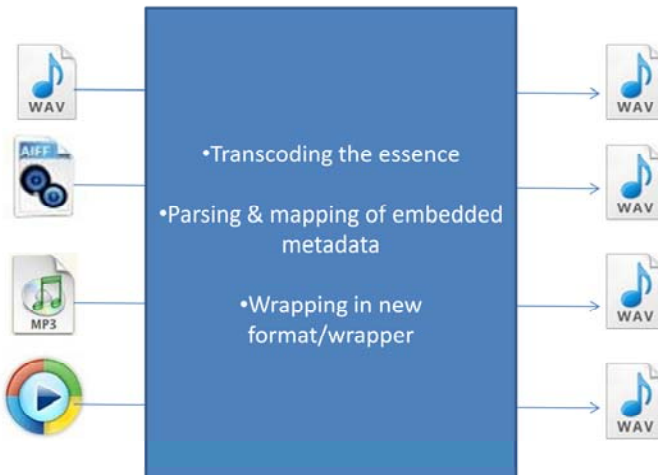 WAV
AIFF
MP3
•Transcoding the essence
•Parsing & mapping of embedded
metadata
•Wrapping in new
format/wrapper
WAV
WAV
WAV
WAV